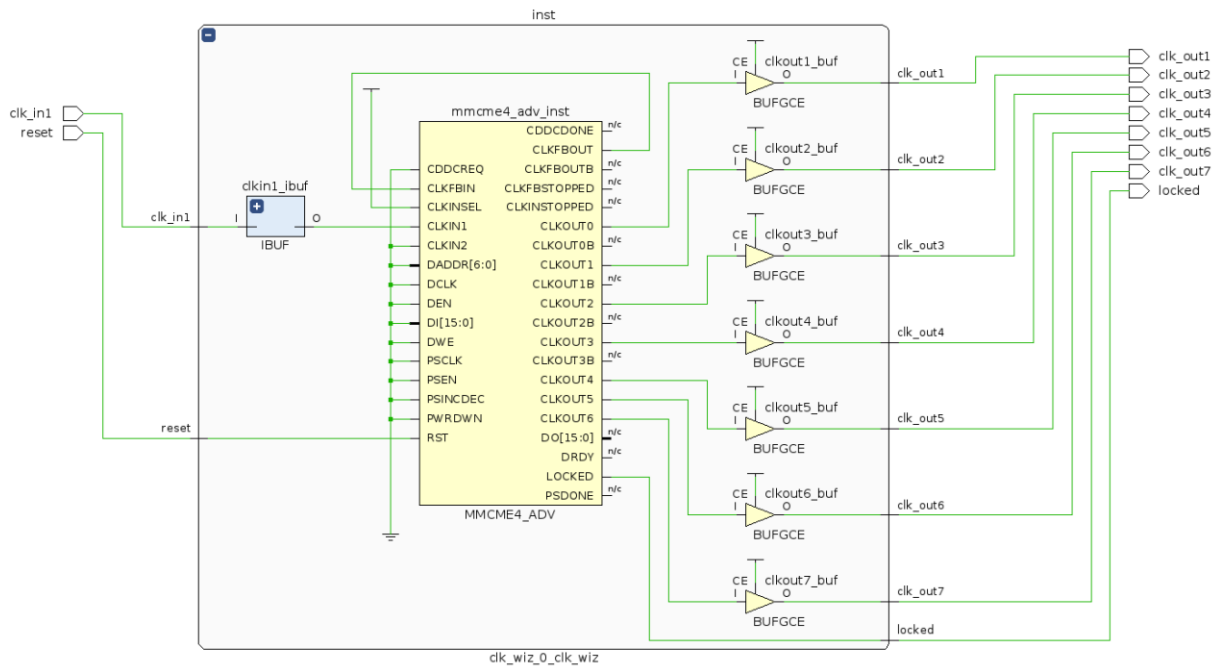 inst
clk_in1
reset
clk_in1
reset
clkin1_ibuf
I
O
IBUF
mmcme4_adv_inst
CDDCREQ
CLKFBIN
CLKINSEL
CLKIN1
CLKIN2
DADDR[6:0]
DCLK
DEN
DI[15:0]
DWE
PSCLK
PSEN
PSINCDEC
PWRDWN
RST
CDDCDONE n/c
CLKFBOUT
CLKFBOUTB n/c
CLKFBSTOPPED n/c
CLKINSTOPPED n/c
CLKOUT0
CLKOUT0B n/c
CLKOUT1
CLKOUT1B n/c
CLKOUT2
CLKOUT2B n/c
CLKOUT3
CLKOUT3B n/c
CLKOUT4
CLKOUT5
CLKOUT6
DO[15:0] n/c
DRDY n/c
LOCKED
PSDONE n/c
MMCME4_ADV
CE clkout1_buf
I O
BUFGCE
CE clkout2_buf
I O
BUFGCE
CE clkout3_buf
I O
BUFGCE
CE clkout4_buf
I O
BUFGCE
CE clkout5_buf
I O
BUFGCE
CE clkout6_buf
I O
BUFGCE
CE clkout7_buf
I O
BUFGCE
clk_out1
clk_out2
clk_out3
clk_out4
clk_out5
clk_out6
clk_out7
locked
clk_out1
clk_out2
clk_out3
clk_out4
clk_out5
clk_out6
clk_out7
locked
clk_wiz_0_clk_wiz